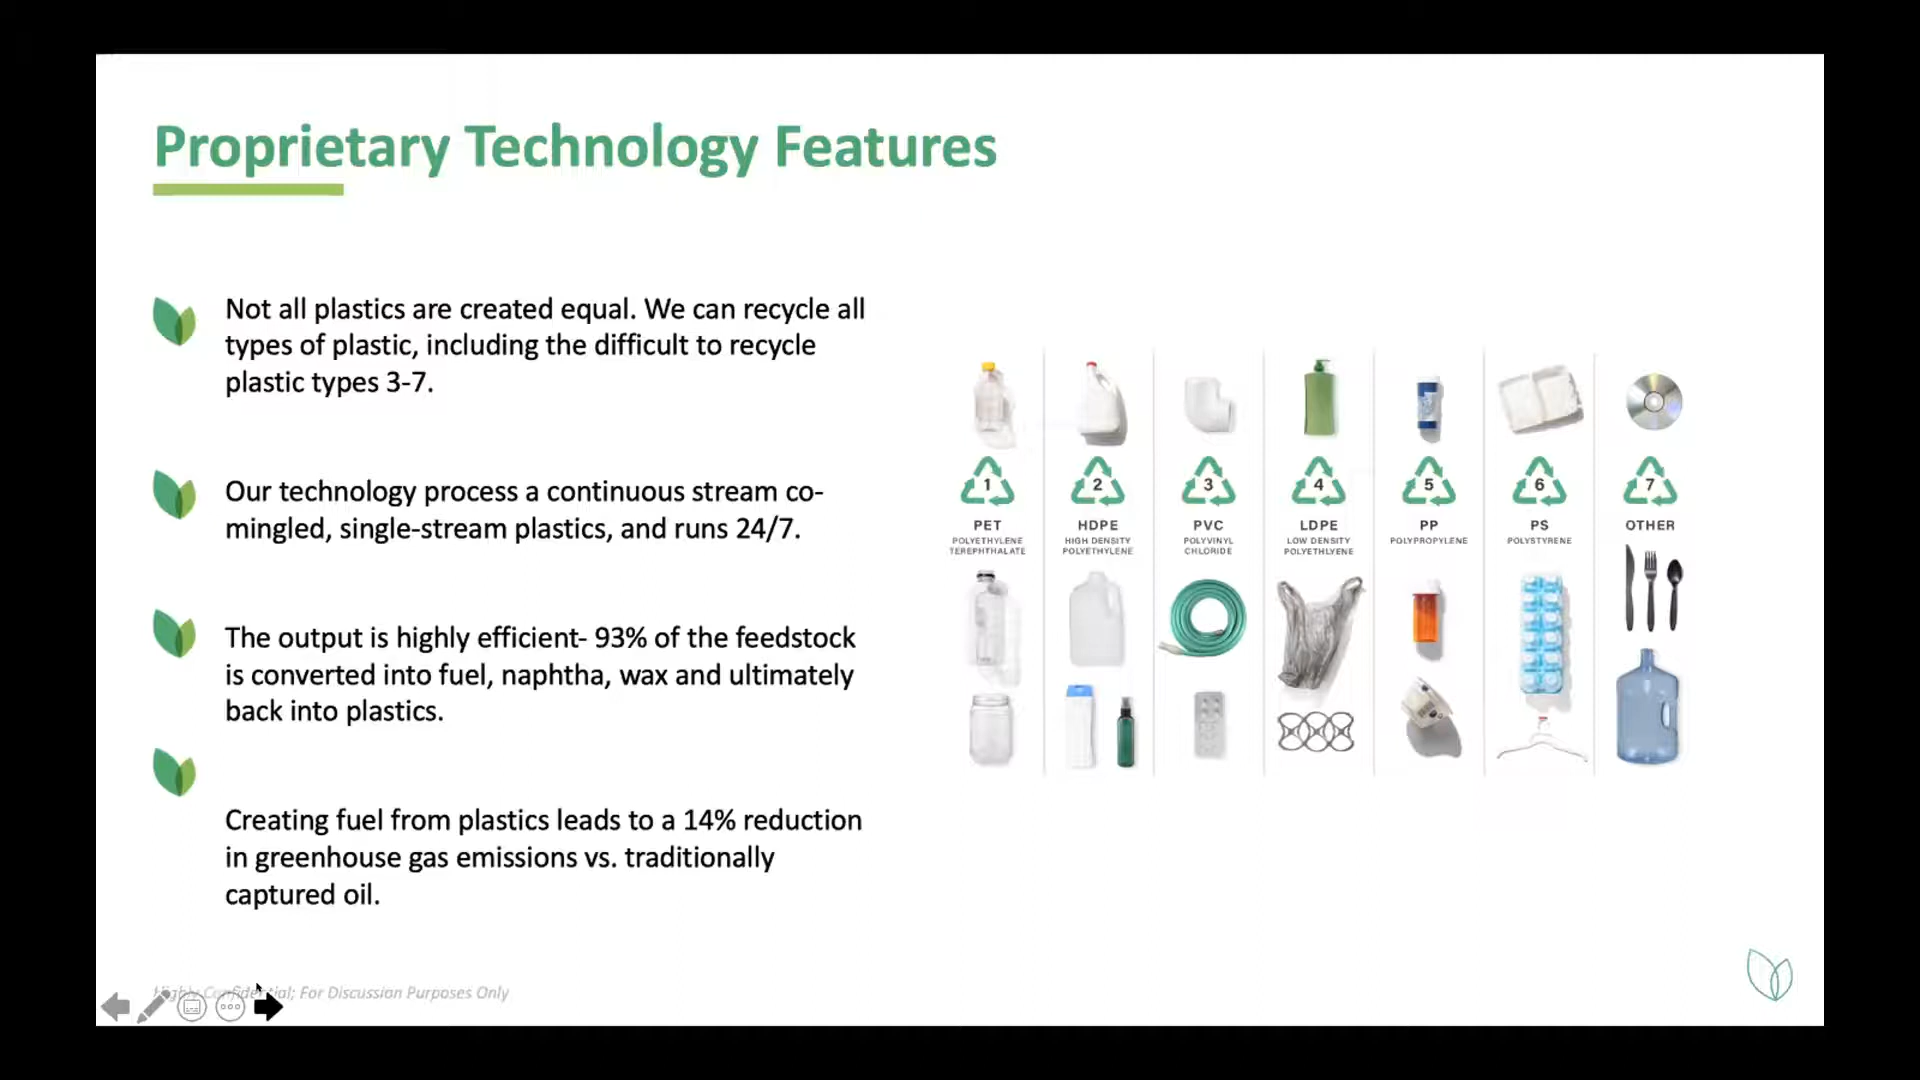 Proprietary Technology Features
Not all plastics are created equal. We can recycle all
types of plastic, including the difficult to recycle
plastic types 3-7.
Our technology process a continuous stream co-
mingled, single-stream plastics, and runs 24/7.
The output is highly efficient- 93% of the feedstock
is converted into fuel, naphtha, wax and ultimately
back into plastics.
Creating fuel from plastics leads to a 14% reduction
in greenhouse gas emissions vs. traditionally
captured oil.
1
PET
POLYETHYLENE
TEREPHTHALATE
2
HDPE
HIGH DENSITY
POLYETHYLENE
3
PVC
POLYVINYL
CHLORIDE
4
LDPE
LOW DENSITY
POLYETHLYENE
5
PP
POLYPROPYLENE
6
PS
POLYSTYRENE
7
OTHER
Highly Confidential; For Discussion Purposes Only